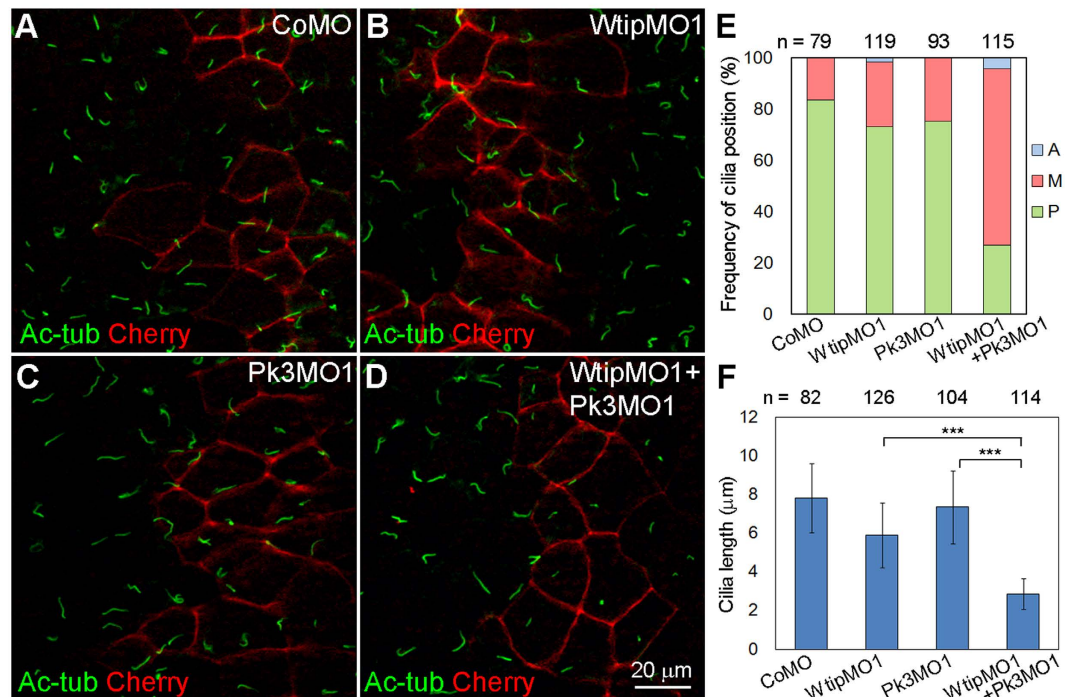 A
CoMO
Ac-tub Cherry
B
WtipMO1
Ac-tub Cherry
C
Pk3MO1
Ac-tub Cherry
D
WtipMO1+
Pk3MO1
Ac-tub Cherry
20 μm
E
n = 79 119 93 115
Frequency of cilia position (%)
100
80
60
40
20
0
CoMO
WtipMO1
Pk3MO1
WtipMO1
+Pk3MO1
A
M
P
F
n = 82 126 104 114
Cilia length (μm)
12
10
8
6
4
2
0
***
***
CoMO
WtipMO1
Pk3MO1
WtipMO1
Pk3MO1